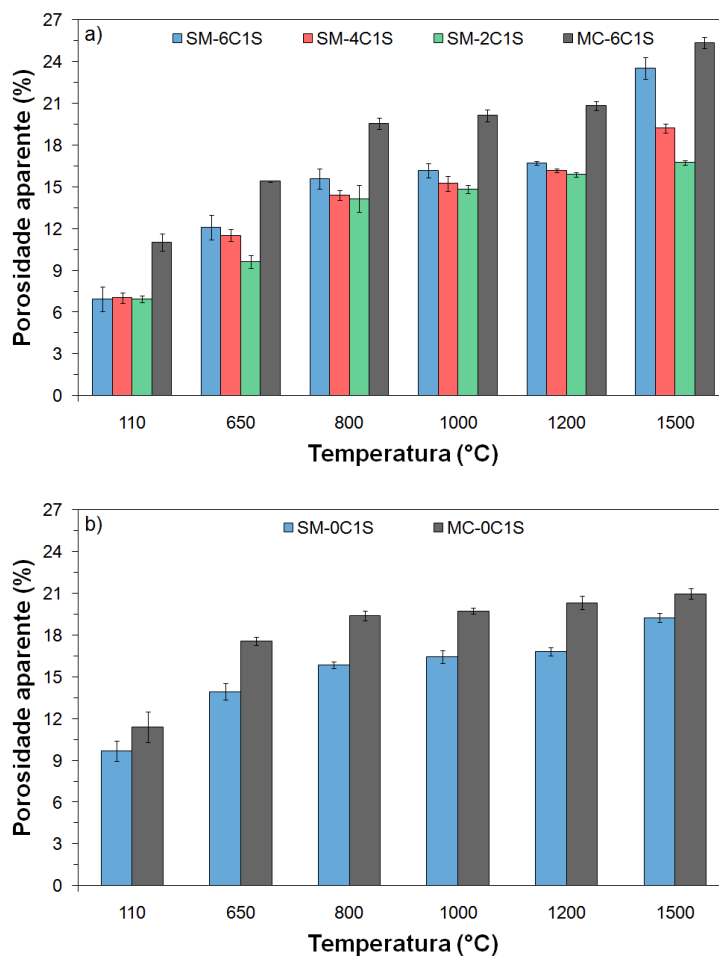 a)
SM-6C1S SM-4C1S SM-2C1S MC-6C1S
Porosidade aparente (%)
27
24
21
18
15
12
9
6
3
0
110 650 800 1000 1200 1500
Temperatura (°C)
b)
SM-0C1S MC-0C1S
Porosidade aparente (%)
27
24
21
18
15
12
9
6
3
0
110 650 800 1000 1200 1500
Temperatura (°C)